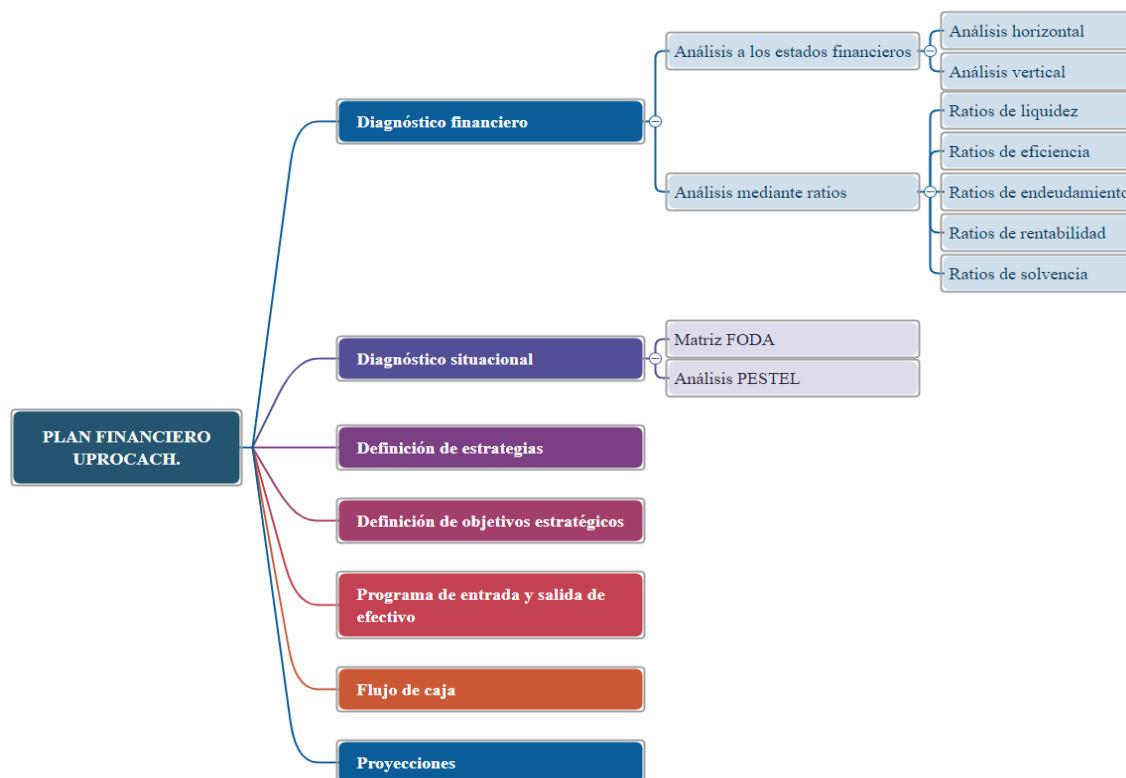 PLAN FINANCIERO
UPROCACH.
Diagnóstico financiero
Análisis a los estados financieros
Análisis horizontal
Análisis vertical
Análisis mediante ratios
Ratios de liquidez
Ratios de eficiencia
Ratios de endeudamiento
Ratios de rentabilidad
Ratios de solvencia
Diagnóstico situacional
Matriz FODA
Análisis PESTEL
Definición de estrategias
Definición de objetivos estratégicos
Programa de entrada y salida de
efectivo
Flujo de caja
Proyecciones